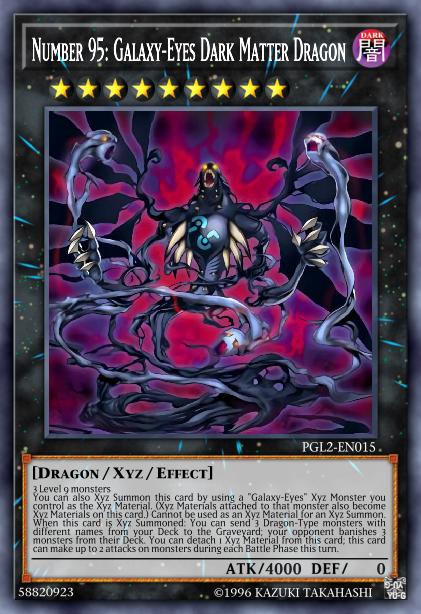 NUMBER 95: GALAXY-EYES DARK MATTER DRAGON
DARK
闇
95
PGL2-EN015
[DRAGON / XYZ / EFFECT]
3 Level 9 monsters
You can also Xyz Summon this card by using a "Galaxy-Eyes" Xyz Monster you
control as the Xyz Material. (Xyz Materials attached to that monster also become
Xyz Materials on this card.) Cannot be used as an Xyz Material for an Xyz Summon.
When this card is Xyz Summoned: You can send 3 Dragon-Type monsters with
different names from your Deck to the Graveyard; your opponent banishes 3
monsters from their Deck. You can detach 1 Xyz Material from this card; this card
can make up to 2 attacks on monsters during each Battle Phase this turn.
ATK/4000 DEF/ 0
58820923
©1996 KAZUKI TAKAHASHI